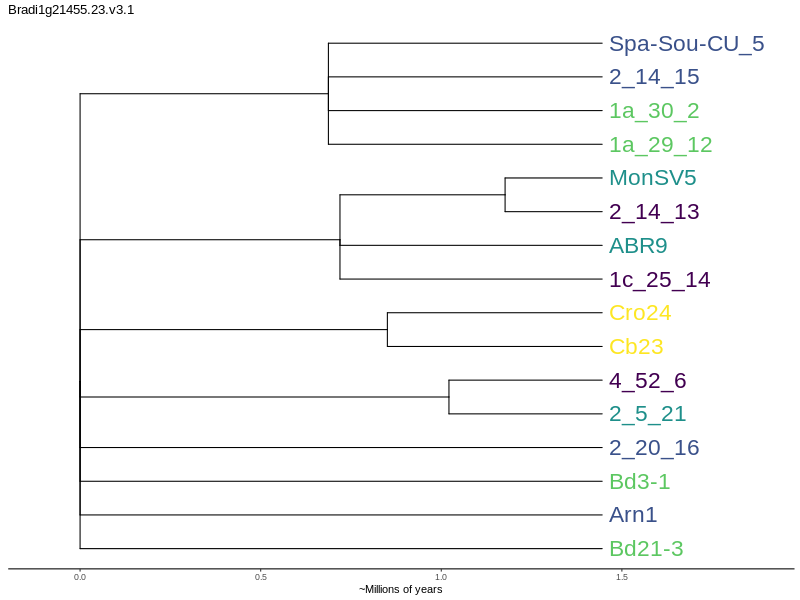 Bradi1g21455.23.v3.1
Spa-Sou-CU_5
2_14_15
1a_30_2
1a_29_12
MonSV5
2_14_13
ABR9
1c_25_14
Cro24
Cb23
4_52_6
2_5_21
2_20_16
Bd3-1
Arn1
Bd21-3
0.0 0.5 1.0 1.5
~Millions of years